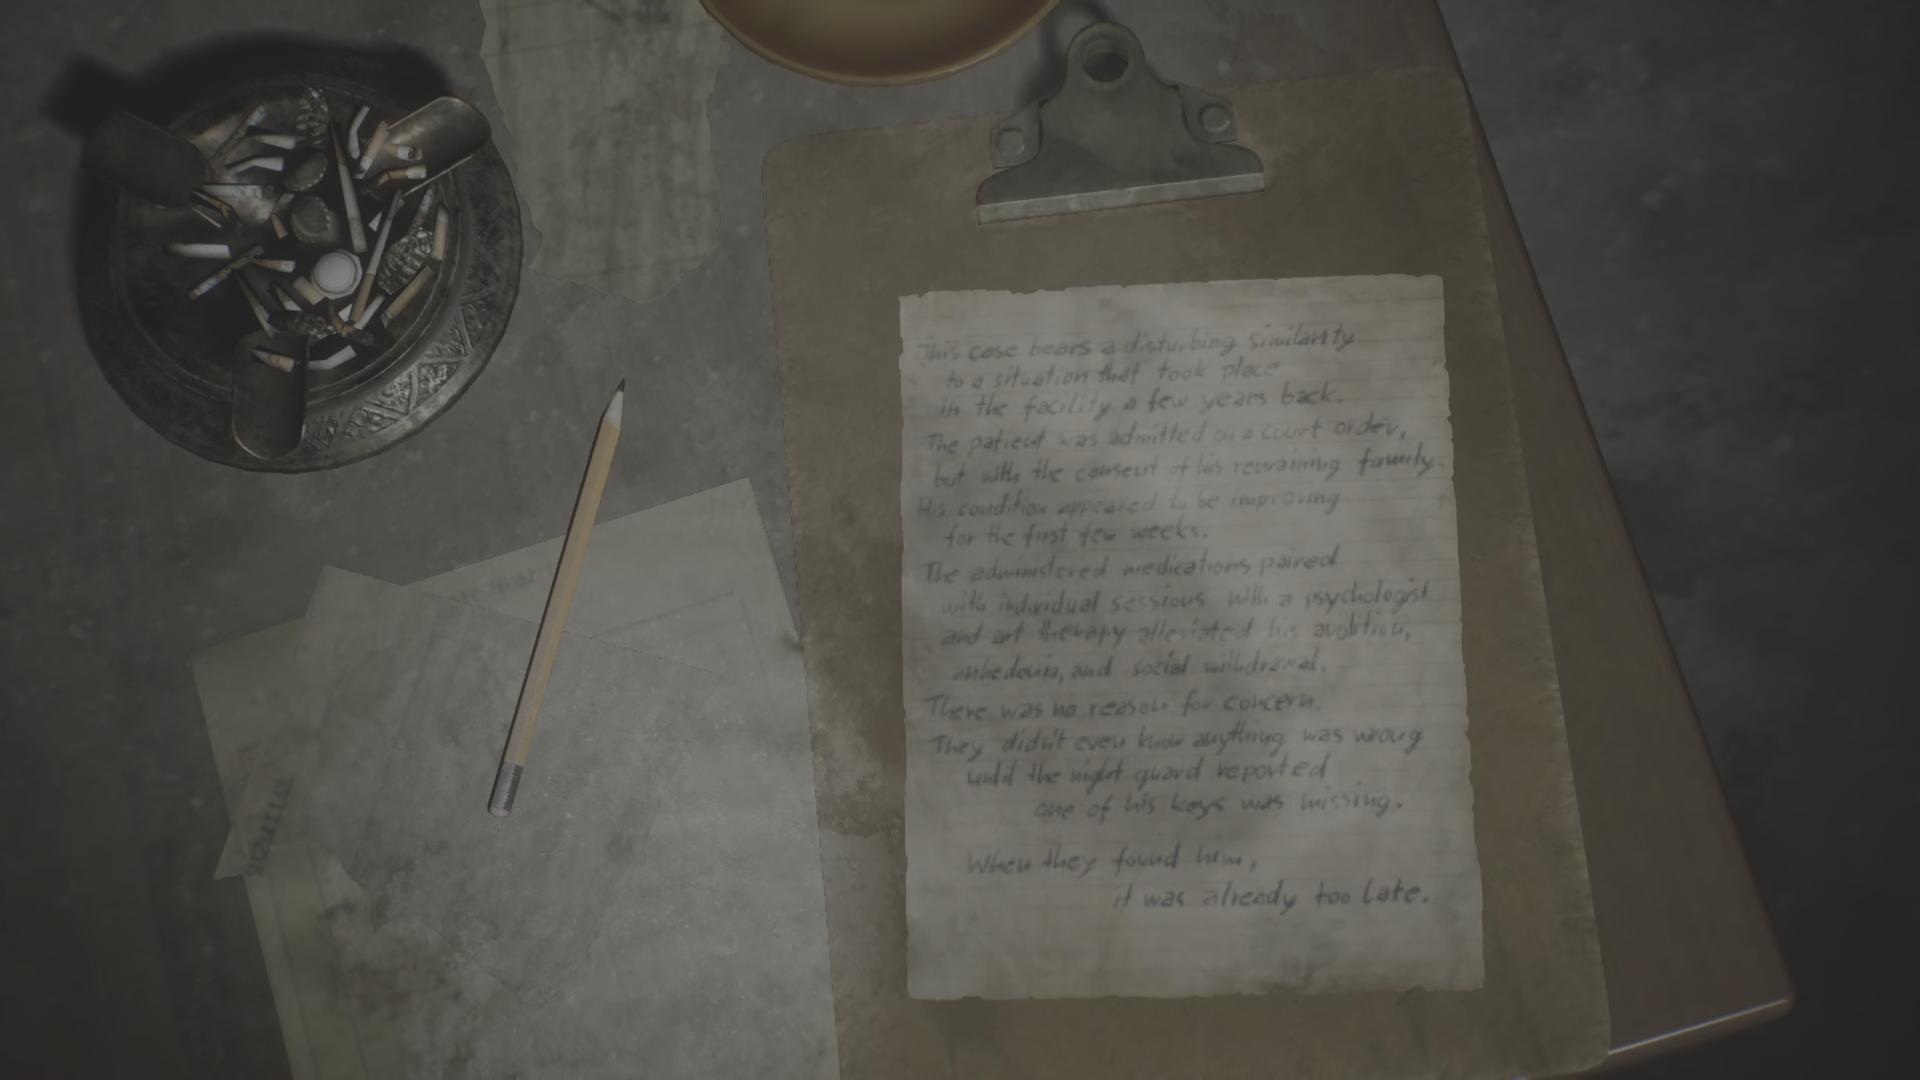 This case bears a disturbing similarity
to a situation that took place
in the facility a few years back.
The patient was admitted on a court order,
but with the consent of his remaining family.
His condition appeared to be improving
for the first few weeks.
The administered medications paired
with individual sessions with a psychologist
and art therapy alleviated his avolition,
anhedonia, and social withdrawal.
There was no reason for concern.
They didn't even know anything was wrong
until the night guard reported
one of his keys was missing.
When they found him,
it was already too late.